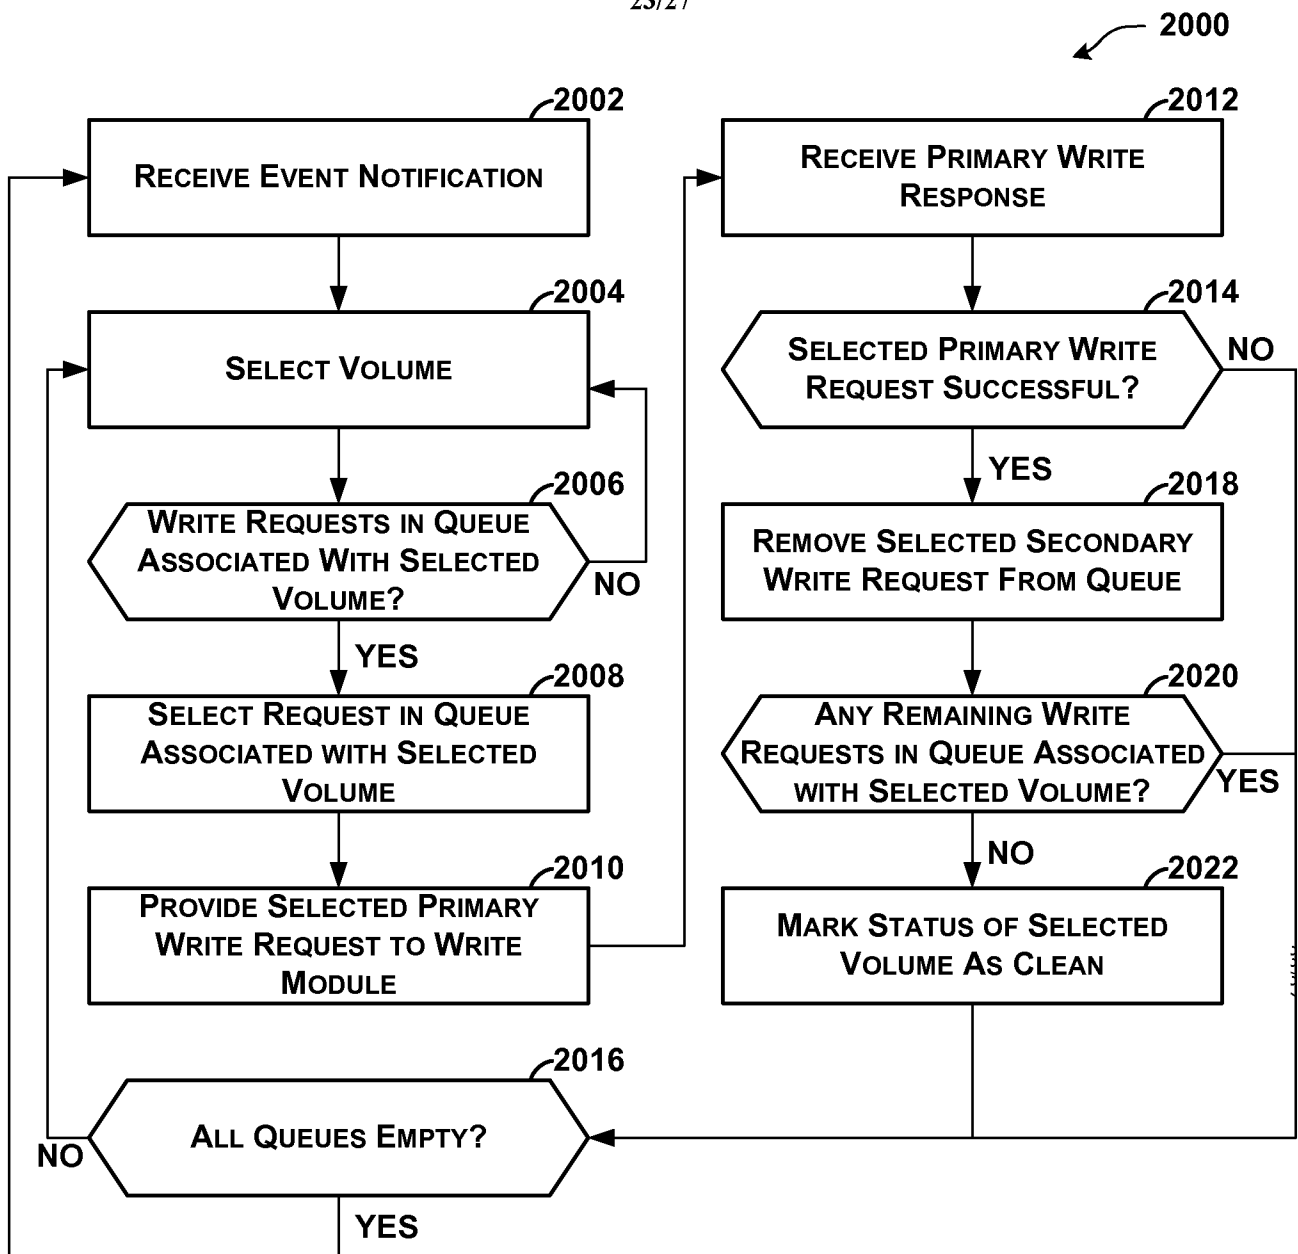 23/27
2000
2002
RECEIVE EVENT NOTIFICATION
2004
SELECT VOLUME
2006
WRITE REQUESTS IN QUEUE
ASSOCIATED WITH SELECTED
VOLUME?
NO
YES
2008
SELECT REQUEST IN QUEUE
ASSOCIATED WITH SELECTED
VOLUME
2010
PROVIDE SELECTED PRIMARY
WRITE REQUEST TO WRITE
MODULE
2012
RECEIVE PRIMARY WRITE
RESPONSE
2014
SELECTED PRIMARY WRITE
REQUEST SUCCESSFUL?
NO
YES
2018
REMOVE SELECTED SECONDARY
WRITE REQUEST FROM QUEUE
2020
ANY REMAINING WRITE
REQUESTS IN QUEUE ASSOCIATED
WITH SELECTED VOLUME?
YES
NO
2022
MARK STATUS OF SELECTED
VOLUME AS CLEAN
2016
ALL QUEUES EMPTY?
NO
YES